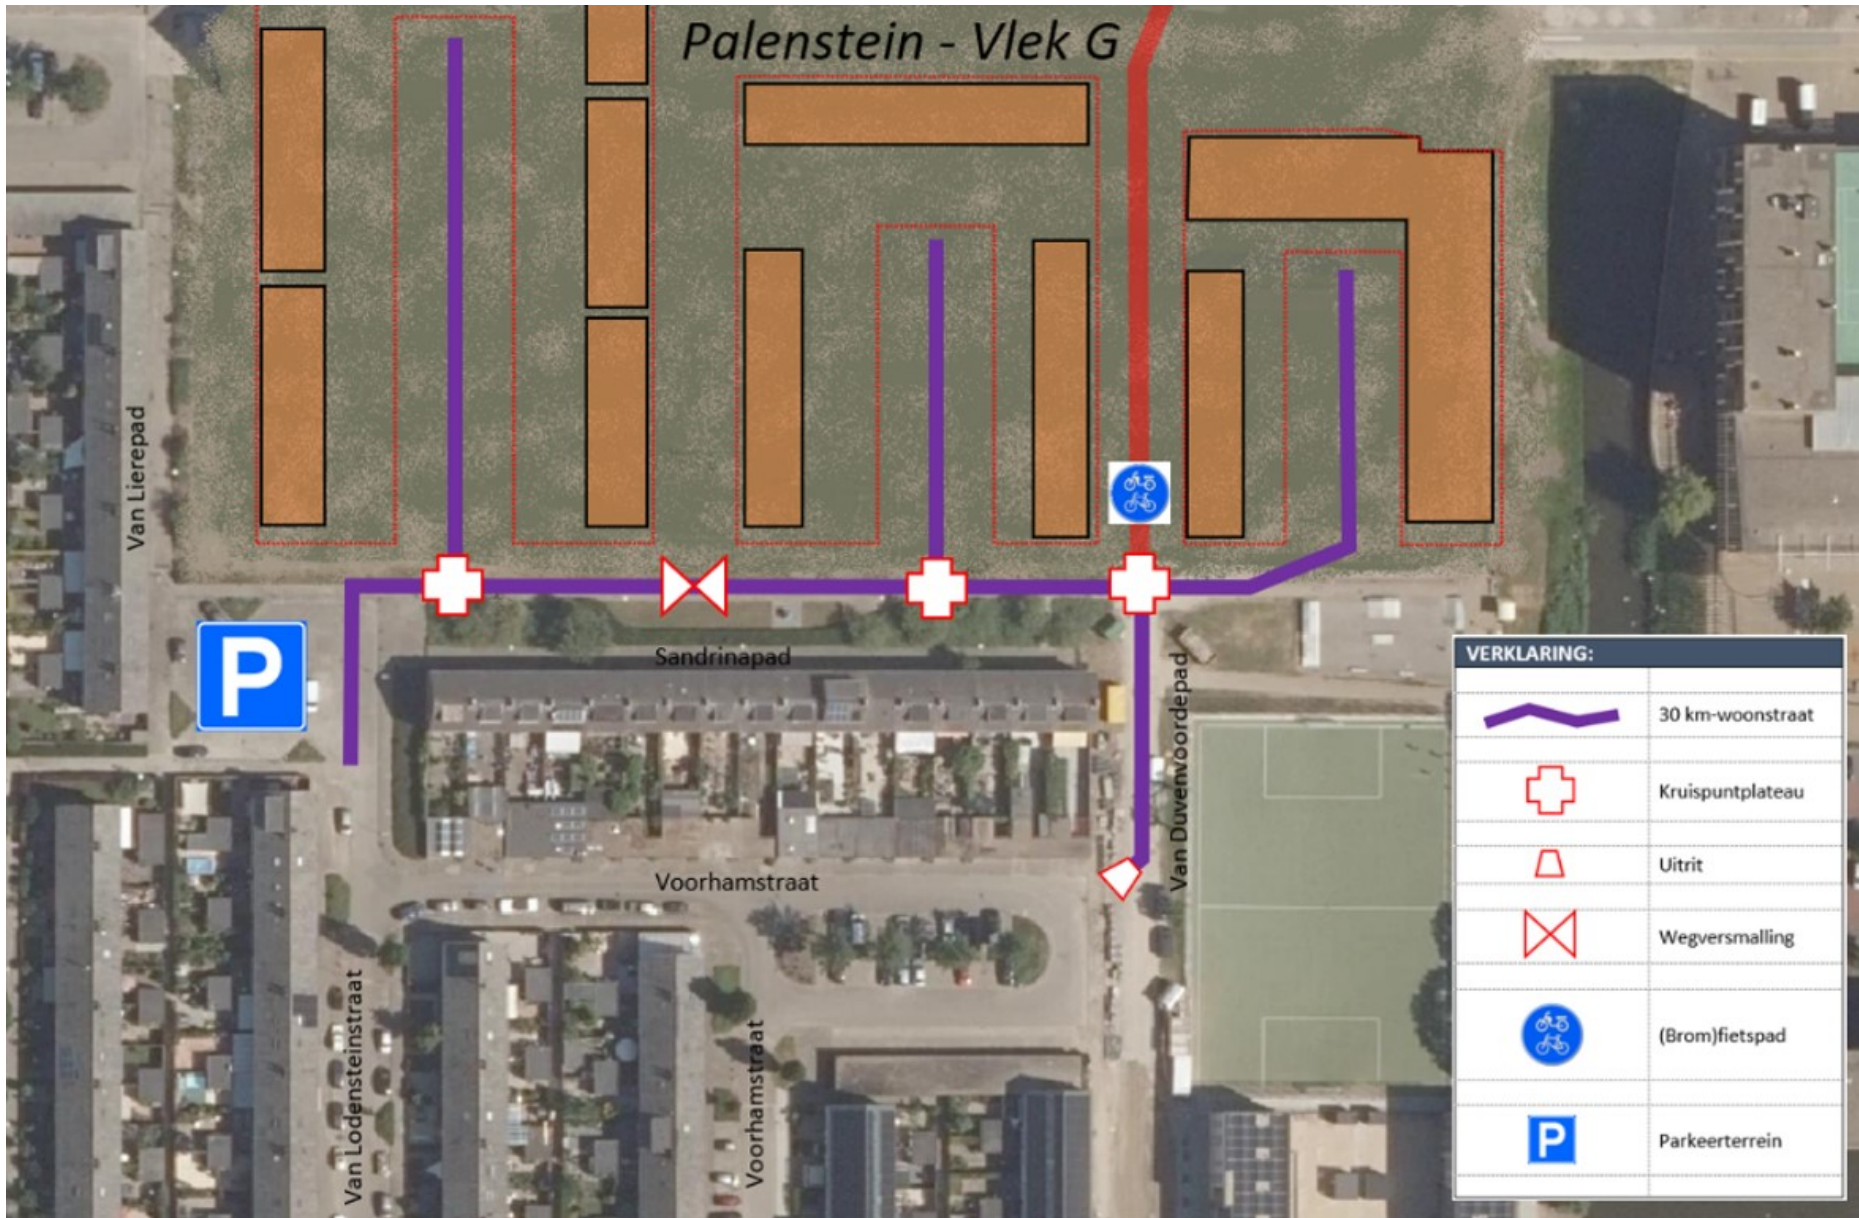 Palenstein - Vlek G
Van Lierepad
P
Sandrinapad
Van Duvenvoordepad
Voorhamstraat
Van Lodensteinstraat
Voorhamstraat
VERKLARING:
30 km-woonstraat
Kruispuntplateau
Uitrit
Wegversmalling
(Brom)fietspad
P Parkeerterrein